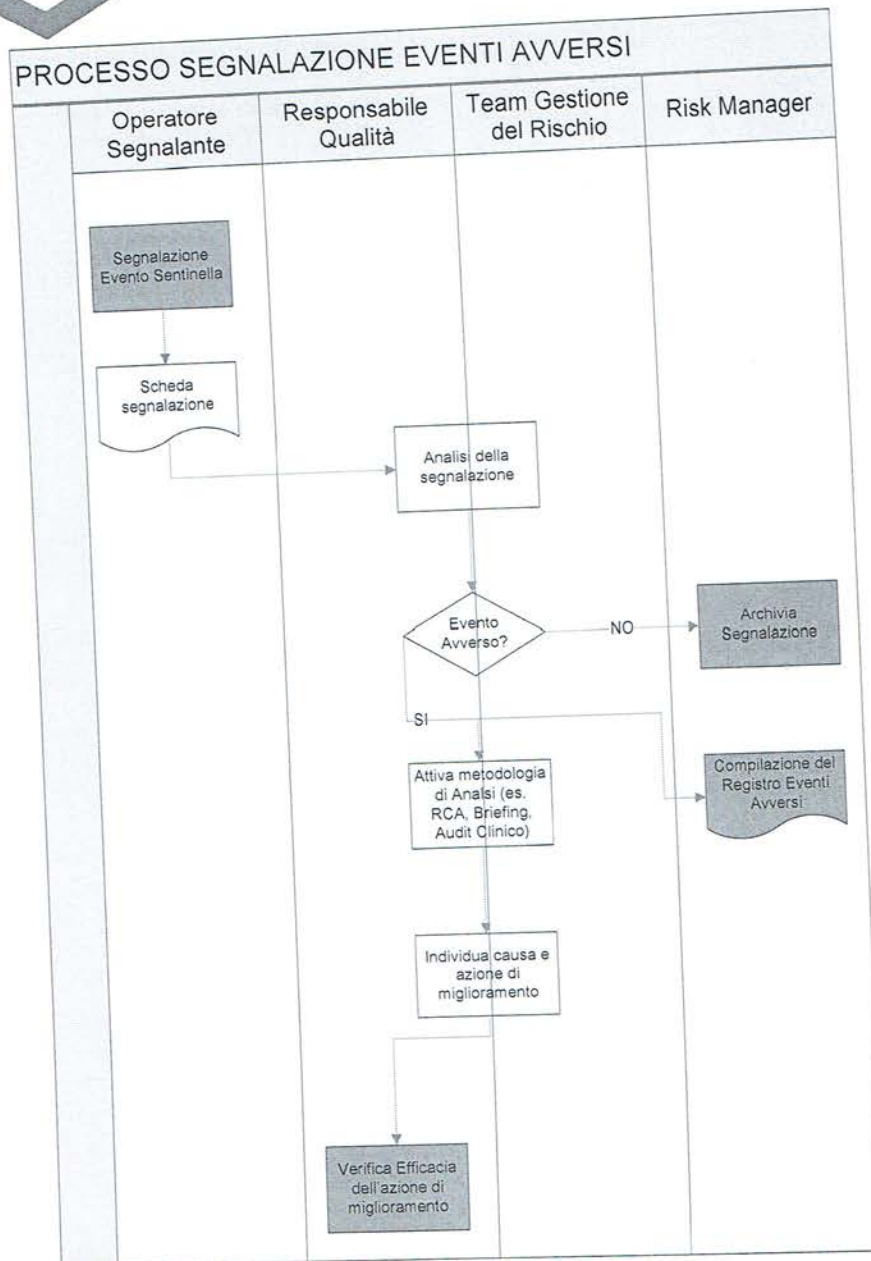 PROCESSO SEGNALAZIONE EVENTI AVVERSI
Operatore
Segnalante
Responsabile
Qualità
Team Gestione
del Rischio
Risk Manager
Segnalazione
Evento Sentinella
Scheda
segnalazione
Analisi della
segnalazione
Evento
Avverso?
NO
Archivia
Segnalazione
SI
Attiva metodologia
di Analsi (es.
RCA, Briefing,
Audit Clinico)
Compilazione del
Registro Eventi
Avversi
Individua causa e
azione di
miglioramento
Verifica Efficacia
dell'azione di
miglioramento